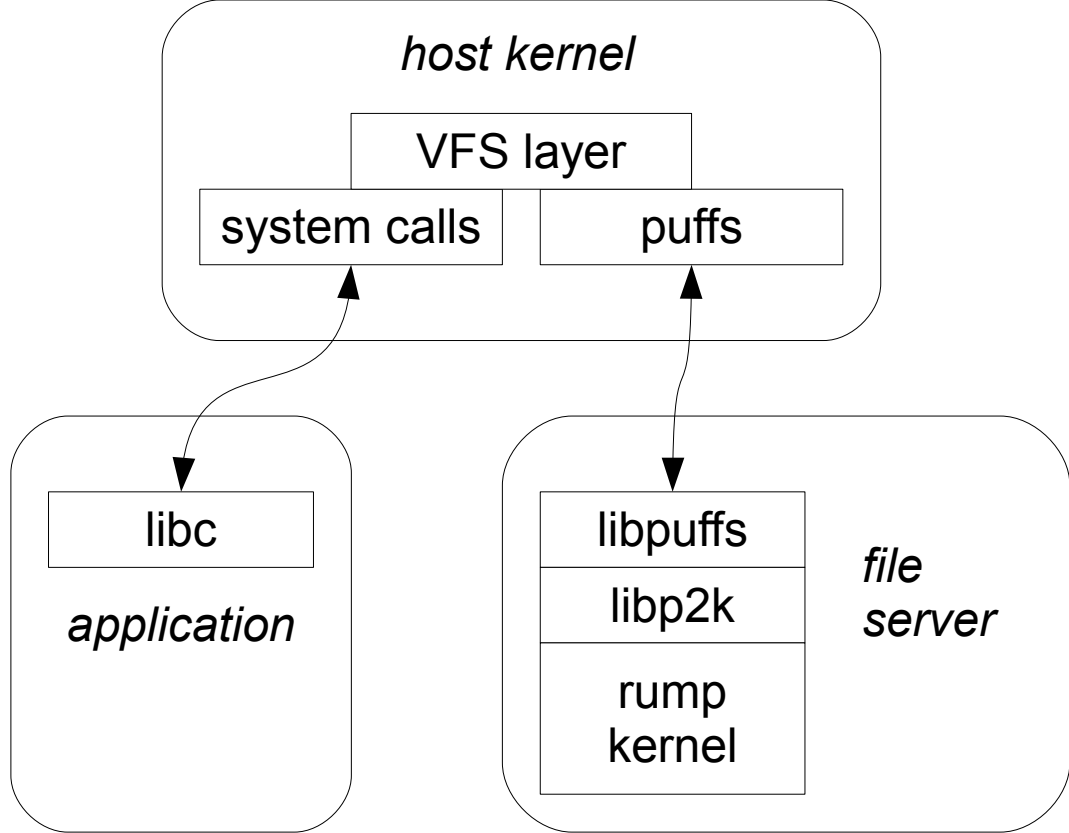 host kernel
VFS layer
system calls
puffs
libc
application
libpuffs
libp2k
rump
kernel
file
server